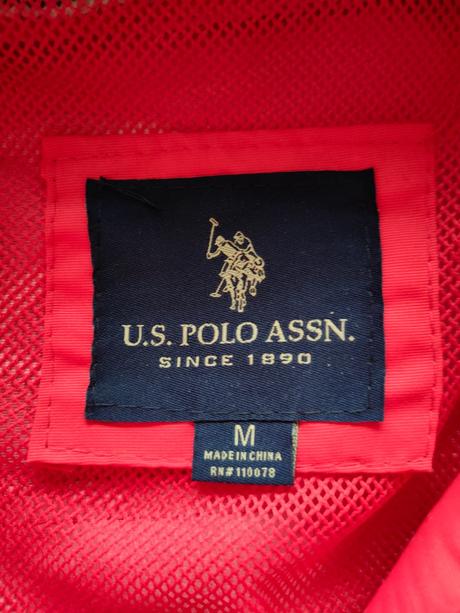 U.S. POLO ASSN.
SINCE 1890
M
MADE IN CHINA
RN#110078